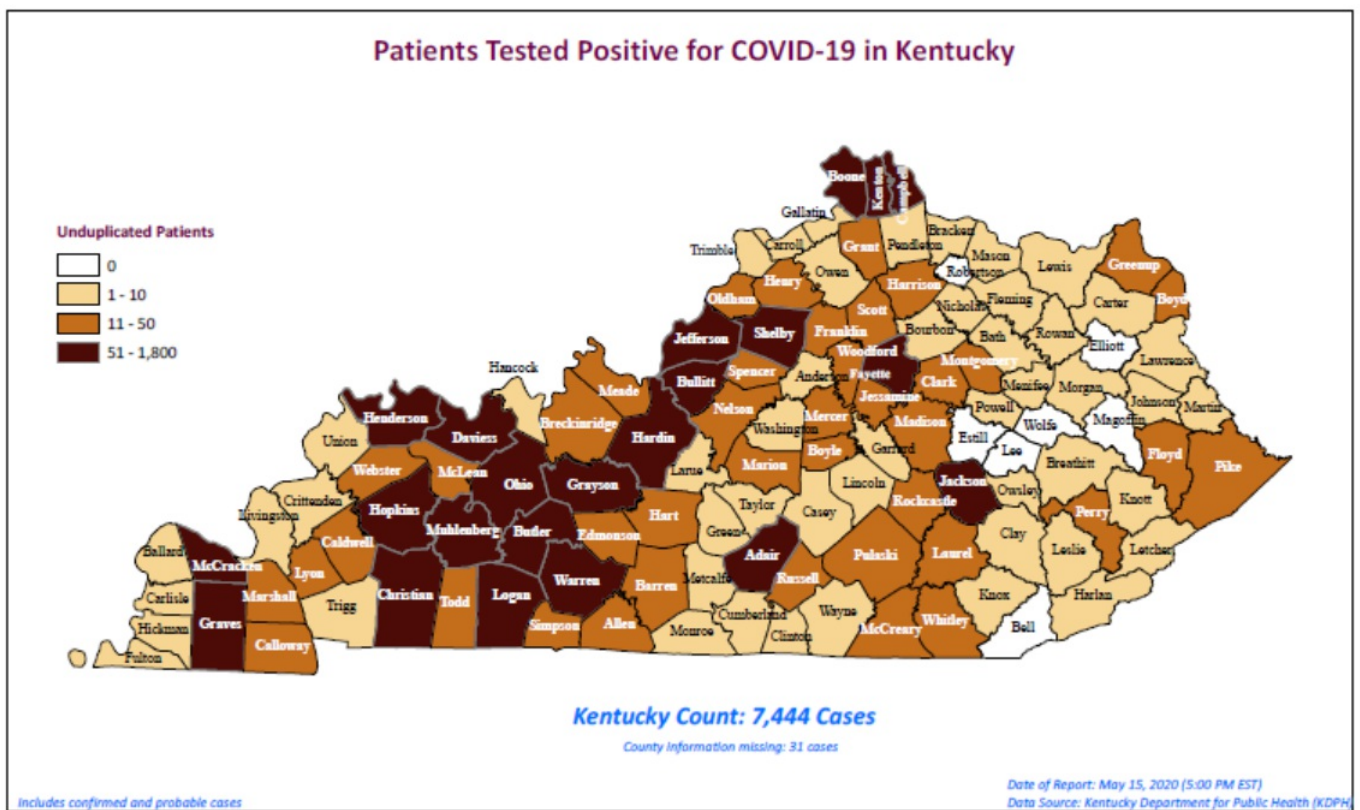 Patients Tested Positive for COVID-19 in Kentucky
Unduplicated Patients
0
1 - 10
11 - 50
51 - 1,800
Boone
Kenton
Campbell
Gallatin
Trimble
Carroll
Owen
Grant
Pendleton
Bracken
Mason
Robertson
Lewis
Greenup
Boyd
Carter
Oldham
Henry
Harrison
Nicholas
Fleming
Rowan
Elliott
Lawrence
Jefferson
Shelby
Franklin
Scott
Bourbon
Bath
Montgomery
Menifee
Morgan
Johnson
Martin
Woodford
Fayette
Clark
Bullitt
Spencer
Anderson
Jessamine
Powell
Wolfe
Magoffin
Hancock
Meade
Breckinridge
Hardin
Nelson
Washington
Mercer
Madison
Estill
Lee
Breathitt
Floyd
Pike
Henderson
Daviess
Union
Webster
McLean
Ohio
Grayson
Larue
Marion
Boyle
Garrard
Lincoln
Rockcastle
Jackson
Owsley
Perry
Knott
Crittenden
Livingston
Hopkins
Muhlenberg
Butler
Edmonson
Hart
Green
Taylor
Casey
Pulaski
Laurel
Clay
Leslie
Letcher
Ballard
McCracken
Caldwell
Lyon
Christian
Todd
Logan
Warren
Barren
Metcalfe
Adair
Russell
Knox
Harlan
Carlisle
Graves
Marshall
Trigg
Simpson
Allen
Monroe
Cumberland
Clinton
Wayne
McCreary
Whitley
Bell
Hickman
Fulton
Calloway
Kentucky Count: 7,444 Cases
County Information missing: 31 cases
Includes confirmed and probable cases
Date of Report: May 15, 2020 (5:00 PM EST)
Data Source: Kentucky Department for Public Health (KDPH)